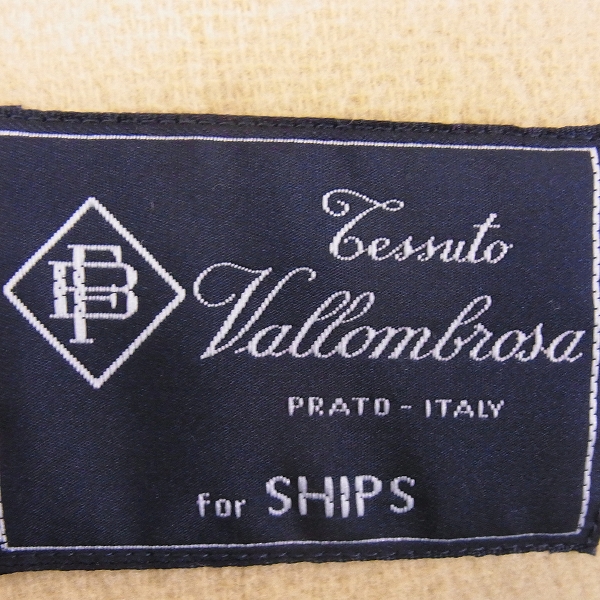 Tessuto
Vallombrosa
PRATO - ITALY
for SHIPS